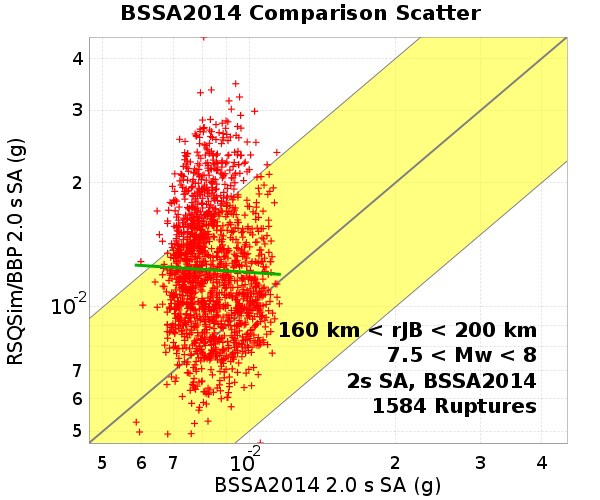 BSSA2014 Comparison Scatter
RSQSim/BBP 2.0 s SA (g)
4
3
2
10-2
7
6
5
160 km < rJB < 200 km
7.5 < Mw < 8
2s SA, BSSA2014
1584 Ruptures
5 6 7 10-2 2 3 4
BSSA2014 2.0 s SA (g)